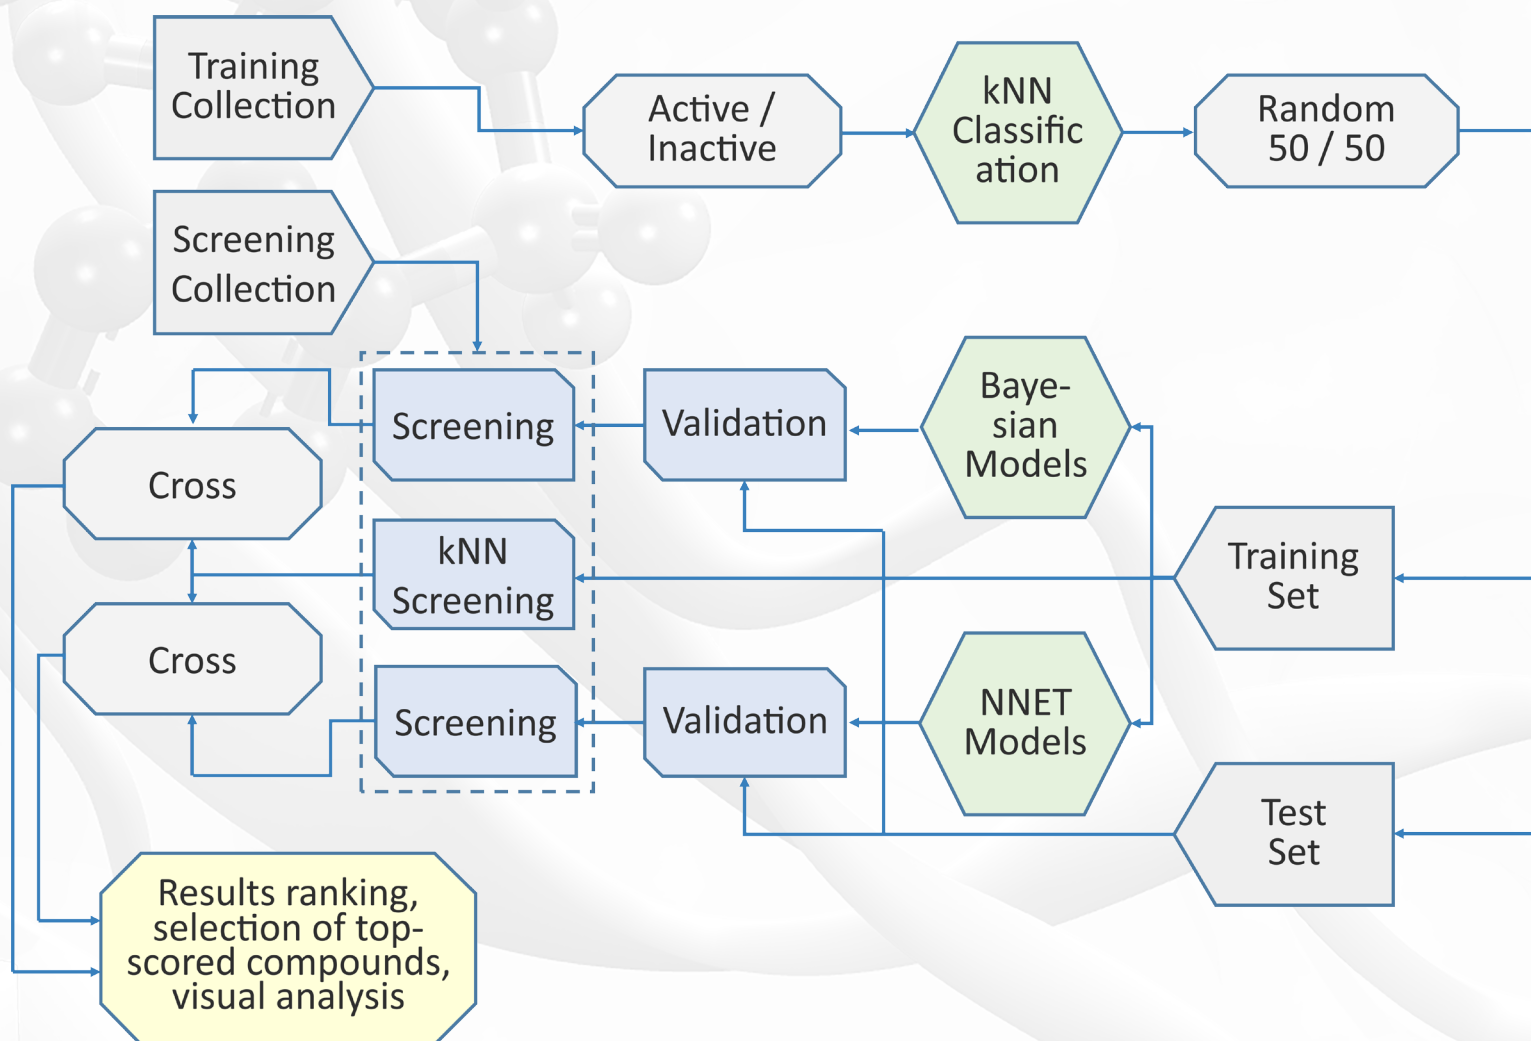 Training
Collection
Active /
Inactive
kNN
Classific
ation
Random
50 / 50
Screening
Collection
Screening
Validation
Baye-
sian
Models
Cross
kNN
Screening
Training
Set
Cross
Screening
Validation
NNET
Models
Test
Set
Results ranking,
selection of top-
scored compounds,
visual analysis